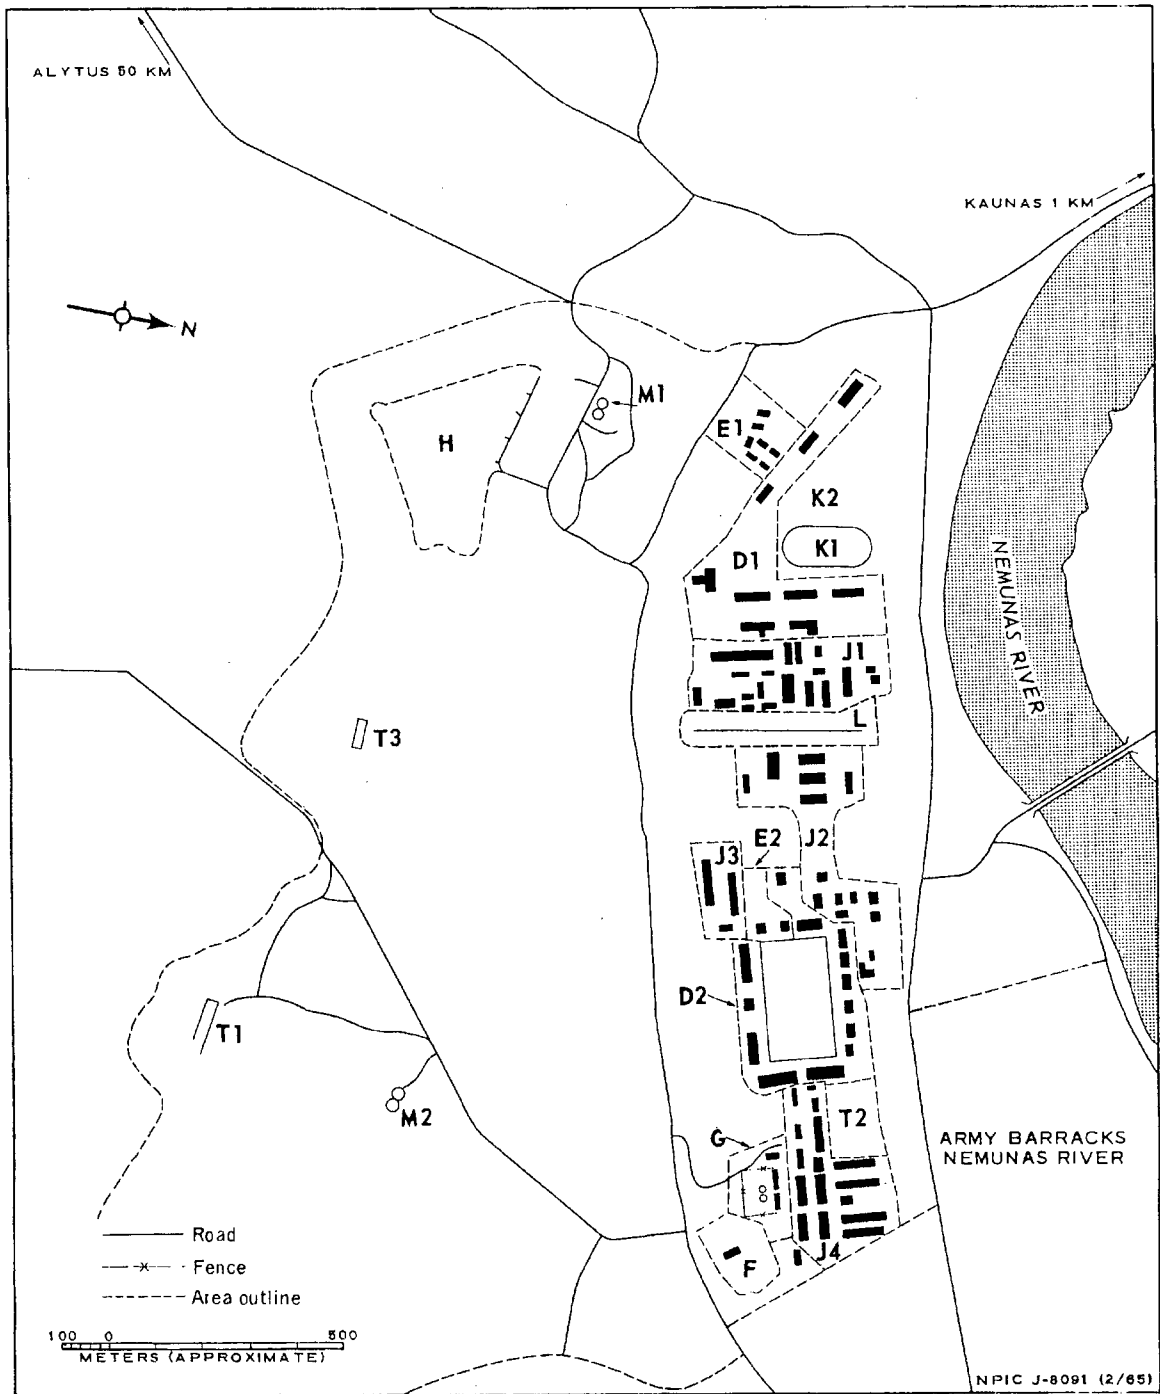 ALYTUS 50 KM
KAUNAS 1 KM
N
M1
H
E1
K2
K1
D1
NEMUNAS RIVER
J1
L
T3
E2
J2
J3
D2
T1
M2
T2
G
ARMY BARRACKS
NEMUNAS RIVER
J4
F
Road
Fence
Area outline
100 0 500
METERS (APPROXIMATE)
NPIC J-8091 (2/65)